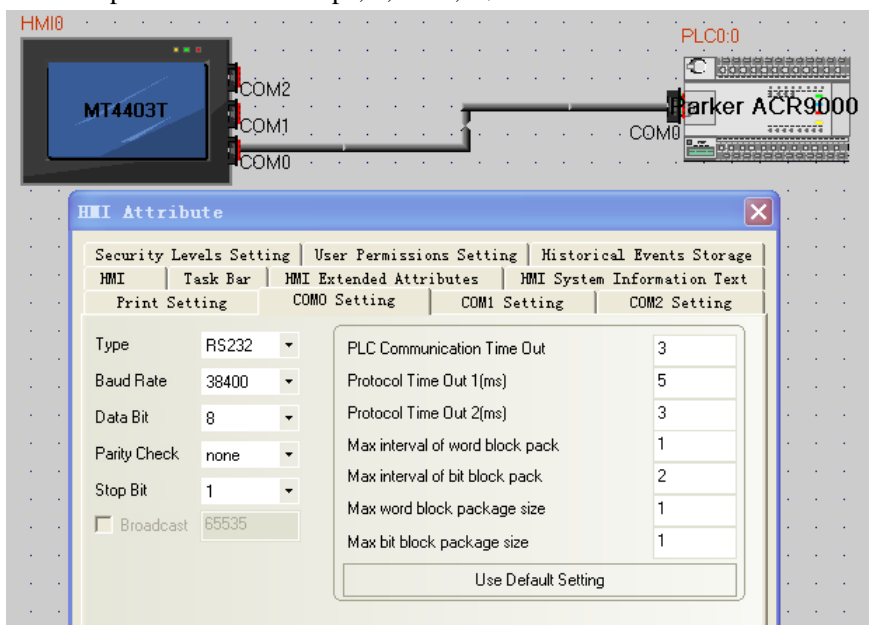 HMI0
PLC0:0
COM2
MT4403T
Parker ACR9000
COM1
COM0
COM0
HMI Attribute
Security Levels Setting
User Permissions Setting
Historical Events Storage
HMI
Task Bar
HMI Extended Attributes
HMI System Information Text
Print Setting
COM0 Setting
COM1 Setting
COM2 Setting
Type RS232
Baud Rate 38400
Data Bit 8
Parity Check none
Stop Bit 1
Broadcast 65535
PLC Communication Time Out 3
Protocol Time Out 1(ms) 5
Protocol Time Out 2(ms) 3
Max interval of word block pack 1
Max interval of bit block pack 2
Max word block package size 1
Max bit block package size 1
Use Default Setting